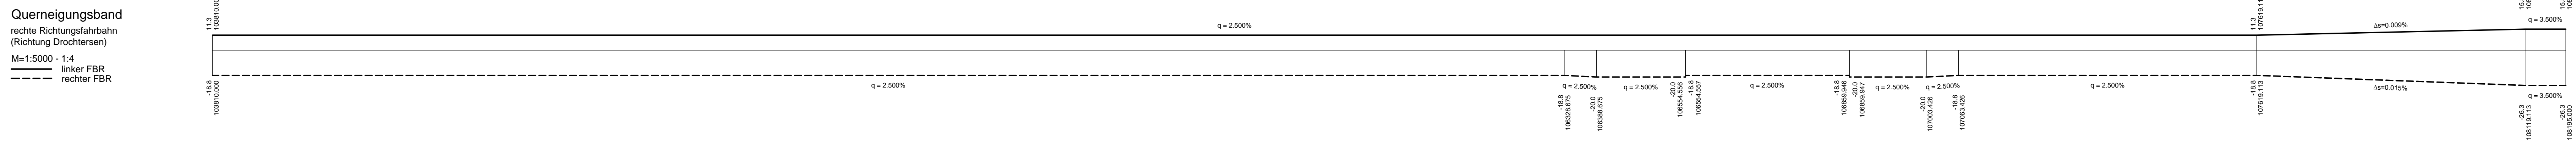 Querneigungsband
rechte Richtungsfahrbahn
(Richtung Drochtersen)
M=1:5000 - 1:4
linker FBR
rechter FBR
11.3
q = 2.500%
11.3
107619.11
Δs=0.009%
q = 3.500%
q = 2.500%
q = 2.500%
q = 2.500%
q = 2.500%
q = 2.500%
q = 2.500%
q = 2.500%
Δs=0.015%
q = 3.500%
-18.8
103810.000
-18.8
106328.675
-20.0
106388.675
-20.0
106554.556
-18.8
106554.557
-18.8
106859.946
-20.0
106859.947
-20.0
107003.426
-18.8
107063.426
-18.8
107619.113
-26.3
108119.113
-26.3
108195.000